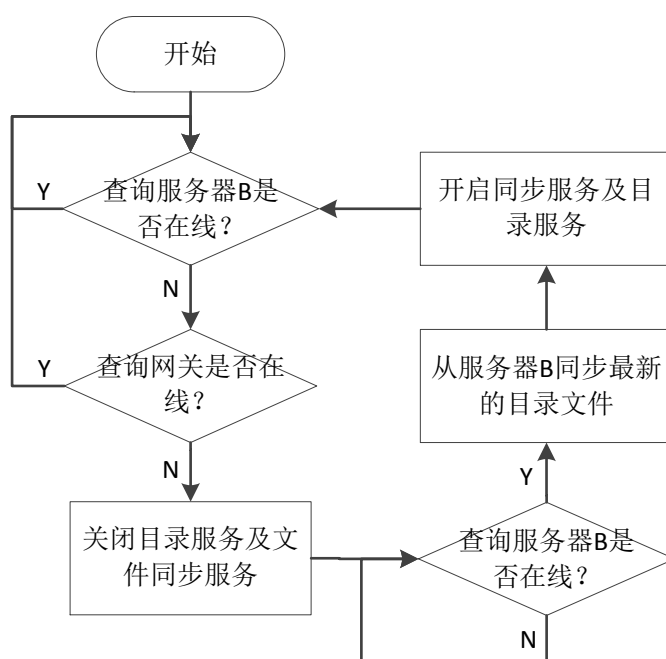 开始
Y
查询服务器B是
否在线？
N
Y
查询网关是否在
线？
N
关闭目录服务及文
件同步服务
开启同步服务及目
录服务
从服务器B同步最新
的目录文件
Y
查询服务器B是
否在线？
N